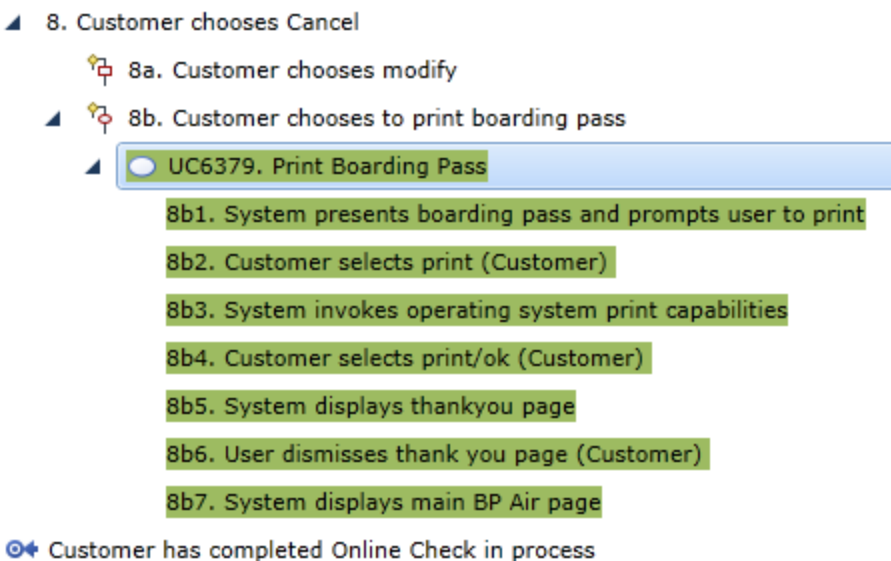 8. Customer chooses Cancel
8a. Customer chooses modify
8b. Customer chooses to print boarding pass
UC6379. Print Boarding Pass
8b1. System presents boarding pass and prompts user to print
8b2. Customer selects print (Customer)
8b3. System invokes operating system print capabilities
8b4. Customer selects print/ok (Customer)
8b5. System displays thankyou page
8b6. User dismisses thank you page (Customer)
8b7. System displays main BP Air page
Customer has completed Online Check in process